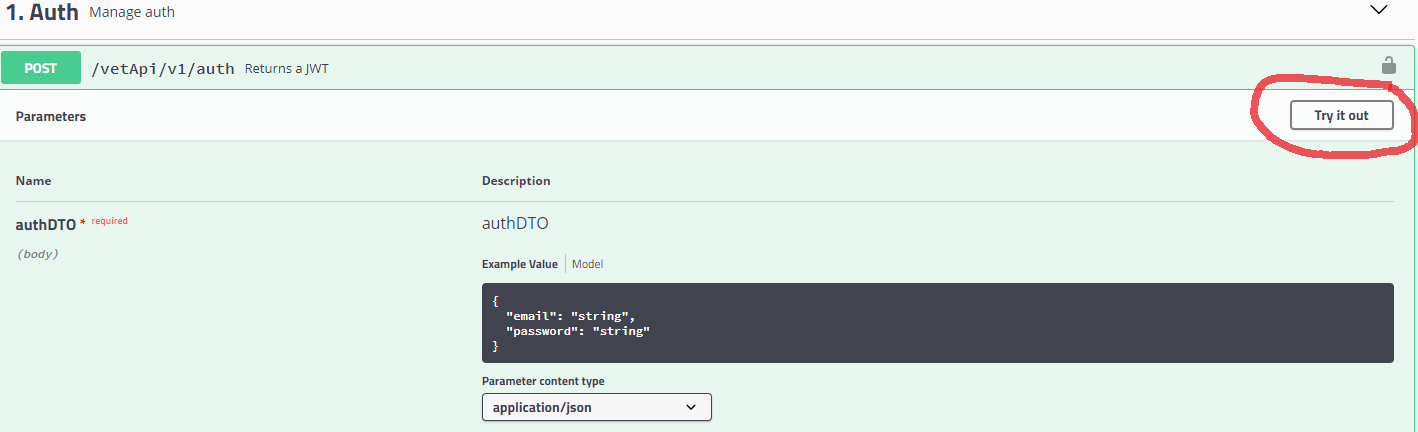 1. Auth Manage auth
POST /vetApi/v1/auth Returns a JWT
Parameters Try it out
Name Description
authDTO * required authDTO
(body)
Example Value Model
{
"email": "string",
"password": "string"
}
Parameter content type
application/json